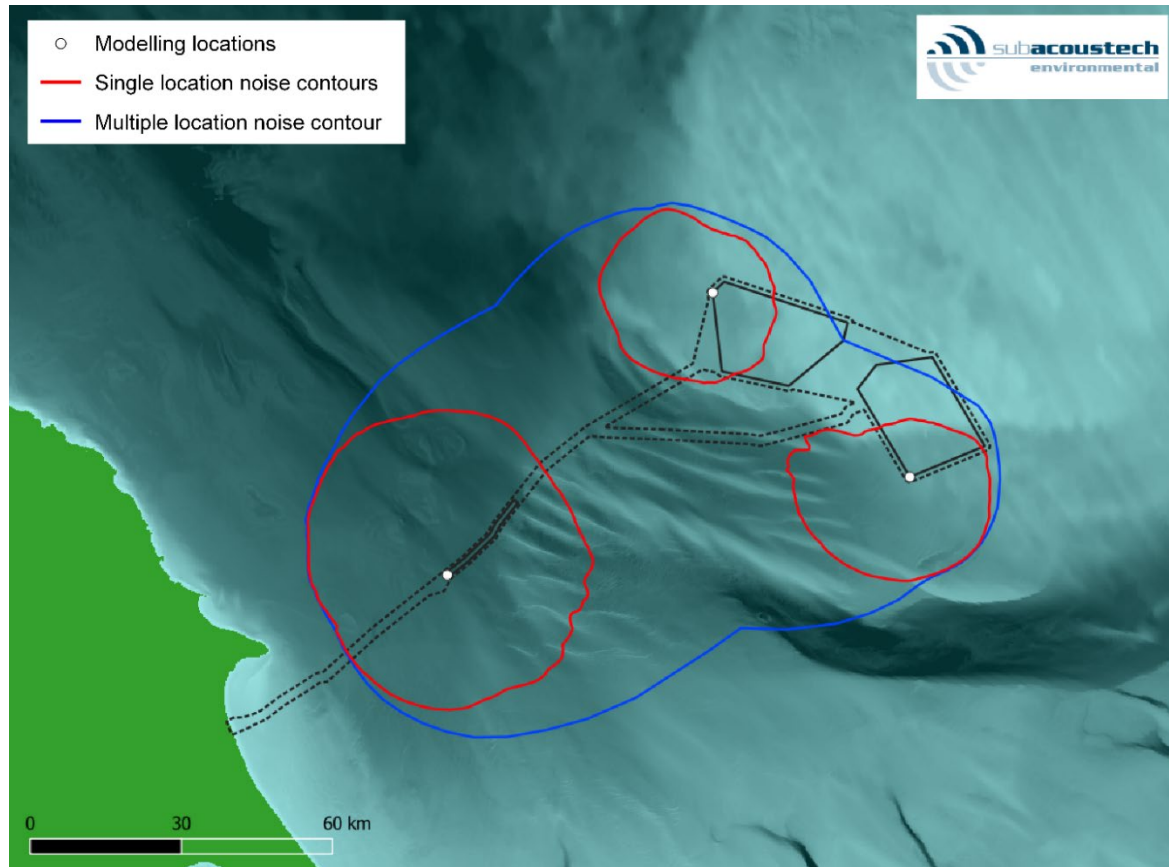 Modelling locations
Single location noise contours
Multiple location noise contour
subacoustech
environmental
0 30 60 km